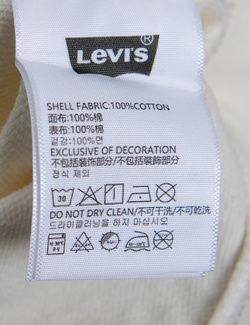 LEVI'S®
SHELL FABRIC:100%COTTON
面布:100%棉
表布:100%棉
겉감:100%면
EXCLUSIVE OF DECORATION
不包括装饰部分/不包括裝飾部分
장식 제외
30
DO NOT DRY CLEAN/不可干洗/不可乾洗
드라이클리닝을 하지 마십시오